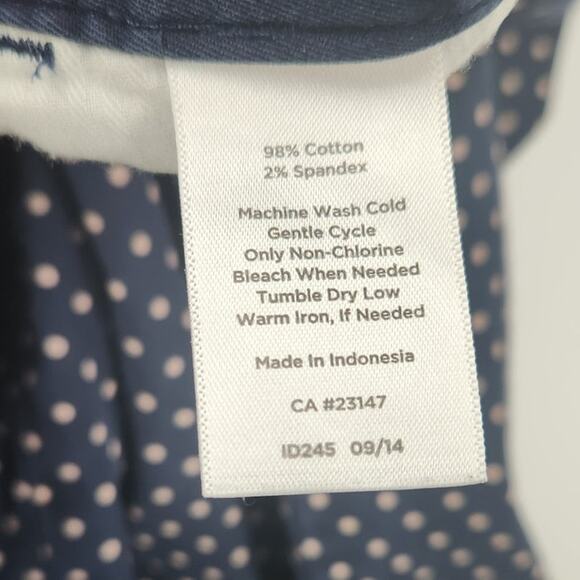 98% Cotton
2% Spandex
Machine Wash Cold
Gentle Cycle
Only Non-Chlorine
Bleach When Needed
Tumble Dry Low
Warm Iron, If Needed
Made In Indonesia
CA #23147
ID245 09/14